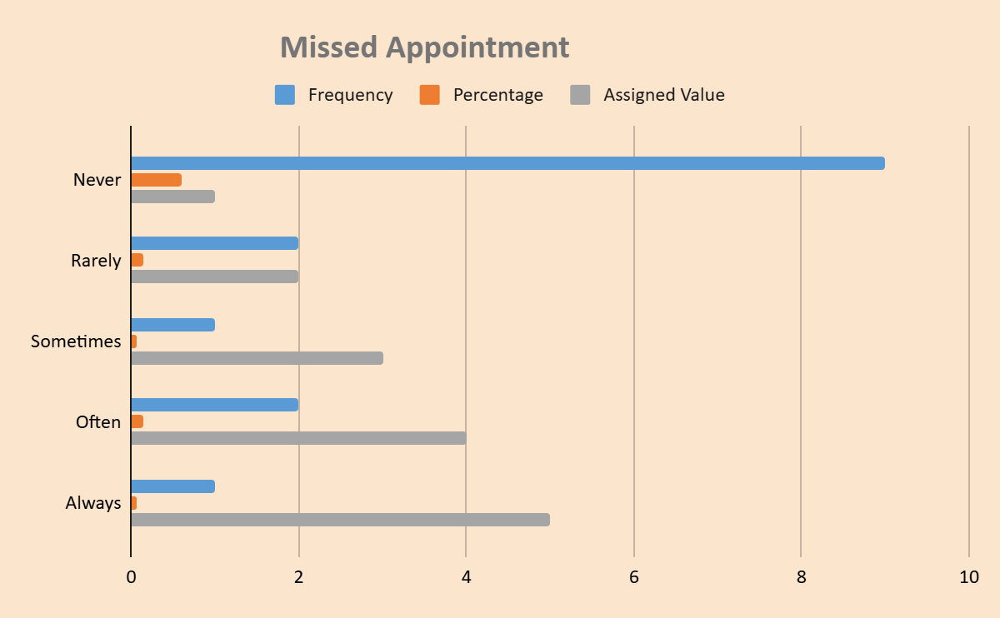 Missed Appointment
Frequency Percentage Assigned Value
Never
Rarely
Sometimes
Often
Always
0 2 4 6 8 10